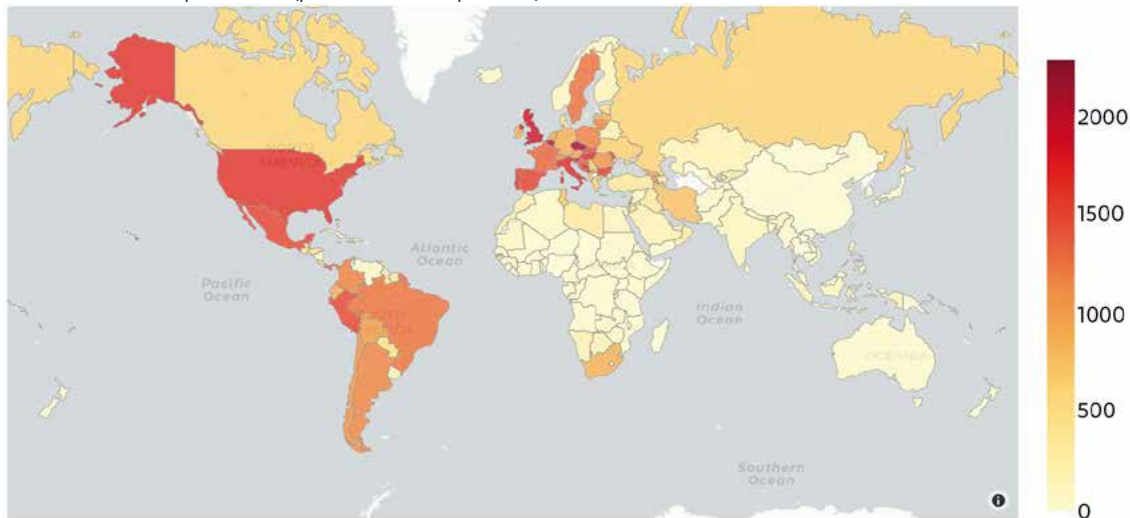 NORTH
AMERICA
Atlantic
Ocean
Pacific
Ocean
SOUTH
AMERICA
Indian
Ocean
OCEANIA
Southern
Ocean
2000
1500
1000
500
0